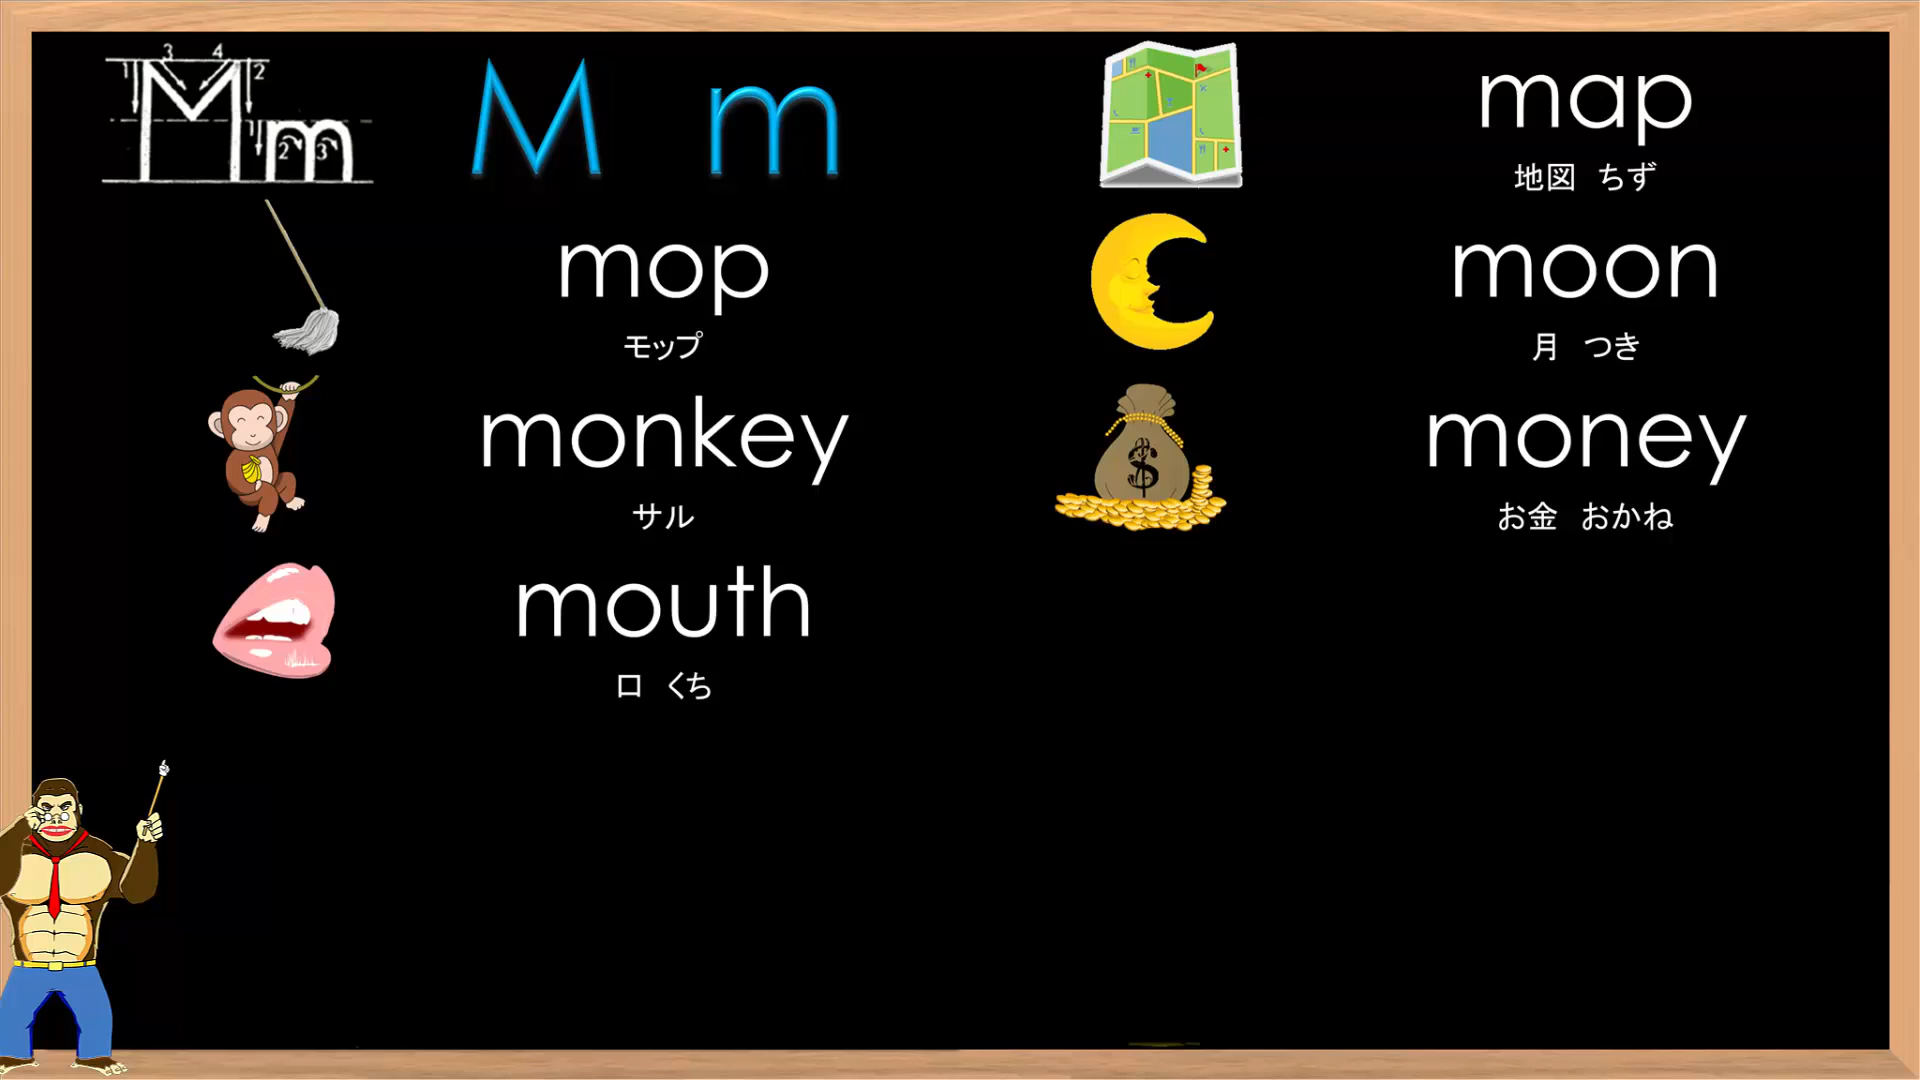 M m
M m
map
地図 ちず
mop
モップ
moon
月 つき
monkey
サル
money
お金 おかね
$
mouth
口 くち